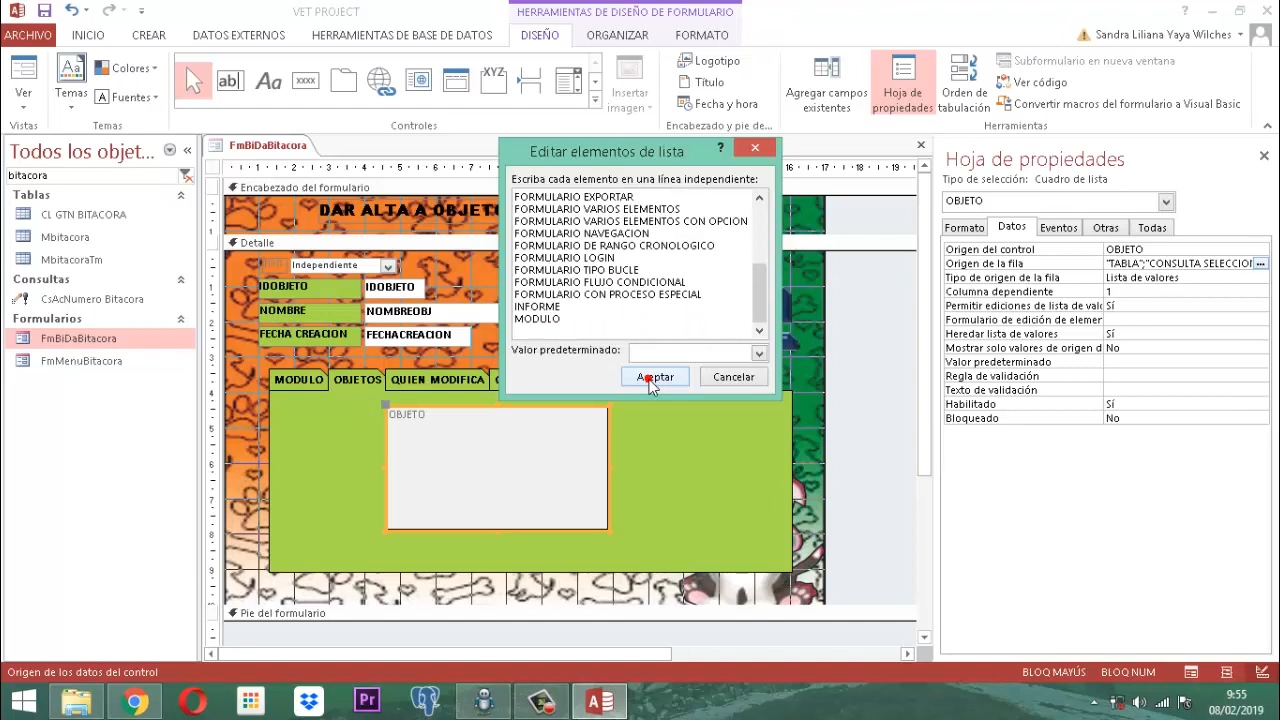 VET PROJECT
HERRAMIENTAS DE DISEÑO DE FORMULARIO
ARCHIVO INICIO CREAR DATOS EXTERNOS HERRAMIENTAS DE BASE DE DATOS DISEÑO ORGANIZAR FORMATO
Sandra Liliana Yaya Wilches
Ver
Vistas
Aa
Temas
Colores
Fuentes
Temas
ab
Aa
xxxx
XYZ
Controles
Insertar imagen
Logotipo
Título
Fecha y hora
Encabezado y pie de...
Agregar campos existentes
Hoja de propiedades
Orden de tabulación
Subformulario en nueva ventana
Ver código
Convertir macros del formulario a Visual Basic
Herramientas
Todos los objet...
bitacora
Tablas
CL GTN BITACORA
Mbitacora
MbitacoraTm
Consultas
CsAcNumero Bitacora
Formularios
FmBiDaBitacora
FmMenuBitacora
FmBiDaBitacora
Encabezado del formulario
DAR ALTA A OBJETO
Detalle
Independiente
IDOBJETO IDOBJETO
NOMBRE NOMBREOBJ
FECHA CREACION FECHACREACION
MODULO OBJETOS QUIEN MODIFICA
OBJETO
Pie del formulario
Editar elementos de lista
?
Escriba cada elemento en una línea independiente:
FORMULARIO EXPORTAR
FORMULARIO VARIOS ELEMENTOS
FORMULARIO VARIOS ELEMENTOS CON OPCION
FORMULARIO NAVEGACION
FORMULARIO DE RANGO CRONOLOGICO
FORMULARIO LOGIN
FORMULARIO TIPO BUCLE
FORMULARIO FLUJO CONDICIONAL
FORMULARIO CON PROCESO ESPECIAL
INFORME
MODULO
Valor predeterminado:
Aceptar Cancelar
Hoja de propiedades
Tipo de selección: Cuadro de lista
OBJETO
Formato Datos Eventos Otras Todas
Origen del control OBJETO
Origen de la fila "TABLA";"CONSULTA SELECCION
Tipo de origen de la fila Lista de valores
Columna dependiente 1
Permitir ediciones de lista de valo Sí
Formulario de edición de elemen
Heredar lista de valores Sí
Mostrar solo valores de origen d No
Valor predeterminado
Regla de validación
Texto de validación
Habilitado Sí
Bloqueado No
Origen de los datos del control
BLOQ MAYÚS BLOQ NUM
Pr
9:55
08/02/2019